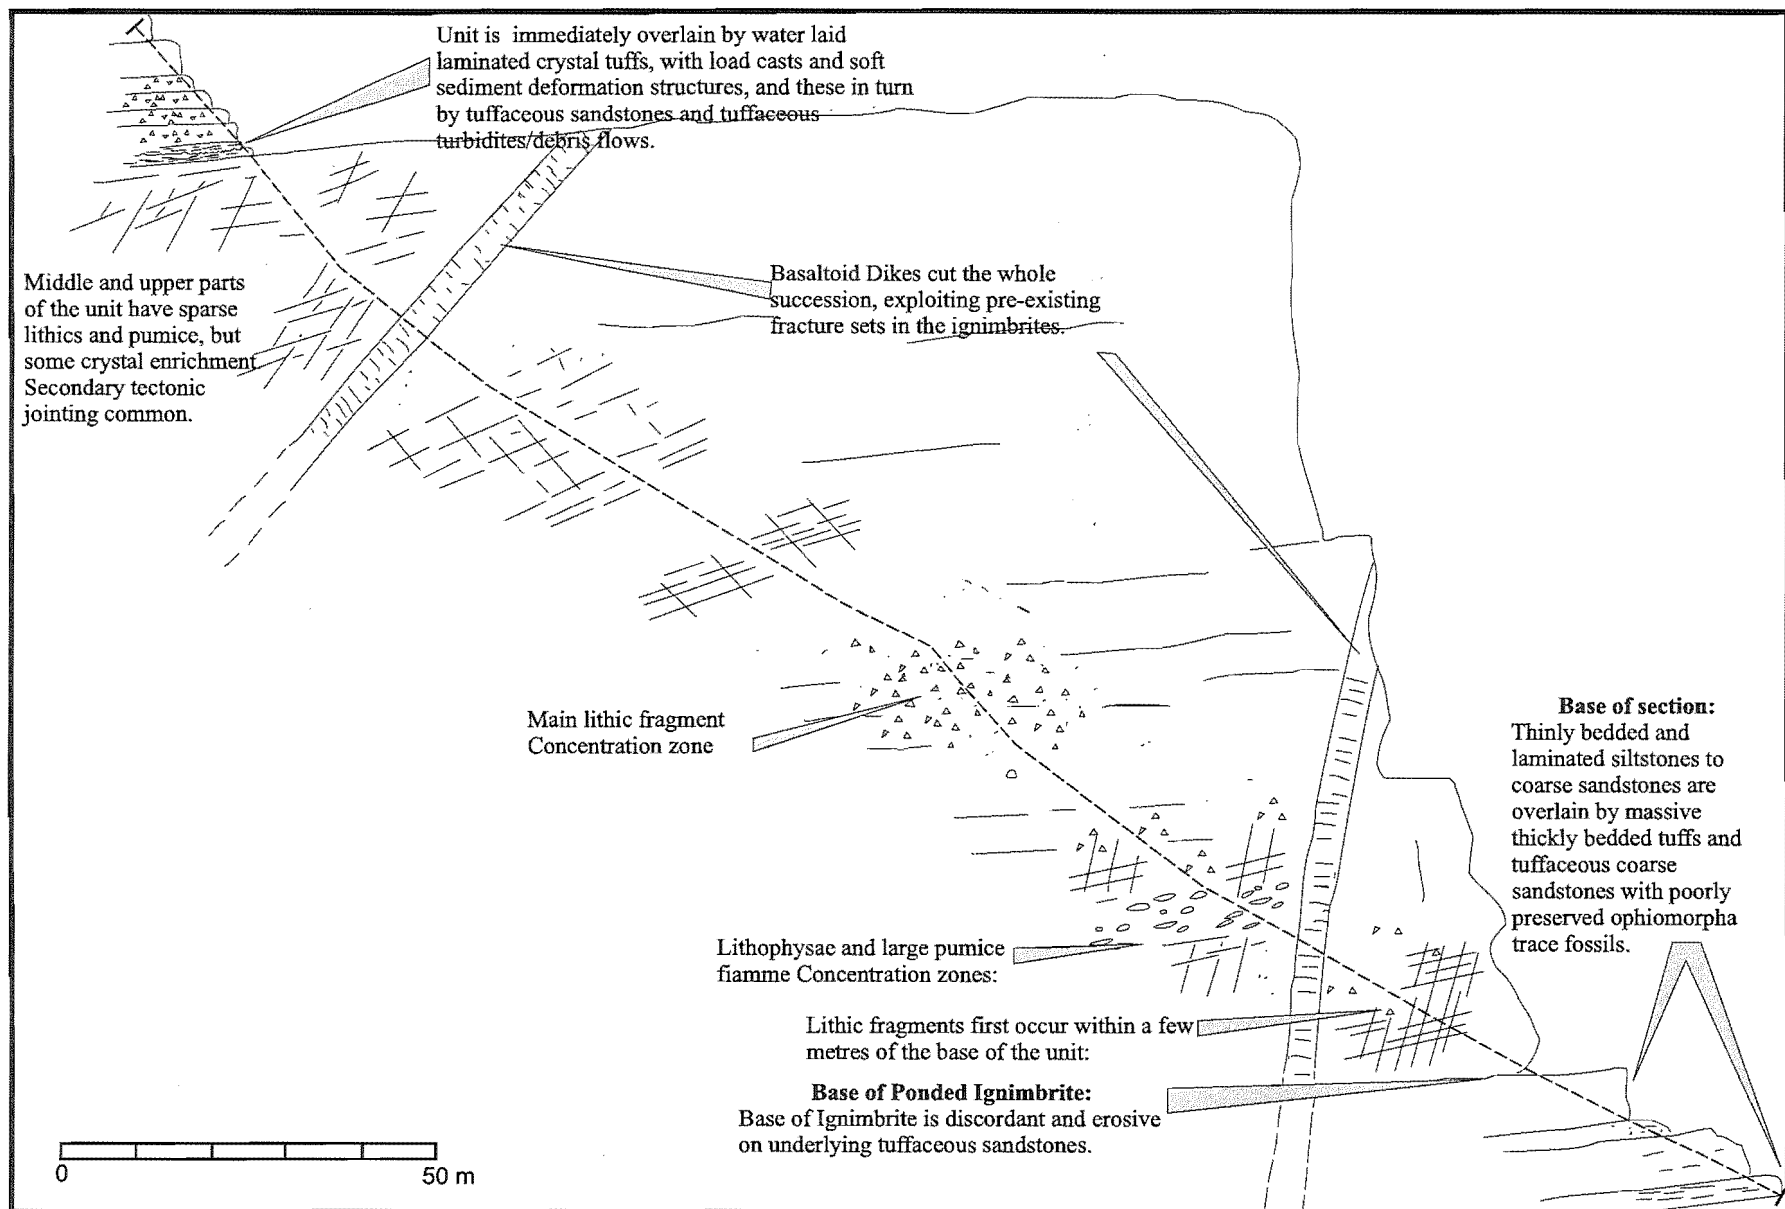 Unit is immediately overlain by water laid
laminated crystal tuffs, with load casts and soft
sediment deformation structures, and these in turn
by tuffaceous sandstones and tuffaceous
turbidites/debris flows.
Middle and upper parts
of the unit have sparse
lithics and pumice, but
some crystal enrichment
Secondary tectonic
jointing common.
Basaltoid Dikes cut the whole
succession, exploiting pre-existing
fracture sets in the ignimbrites.
Main lithic fragment
Concentration zone
Base of section:
Thinly bedded and
laminated siltstones to
coarse sandstones are
overlain by massive
thickly bedded tuffs and
tuffaceous coarse
sandstones with poorly
preserved ophiomorpha
trace fossils.
Lithophysae and large pumice
fiamme Concentration zones:
Lithic fragments first occur within a few
metres of the base of the unit:
Base of Ponded Ignimbrite:
Base of Ignimbrite is discordant and erosive
on underlying tuffaceous sandstones.
0 50 m